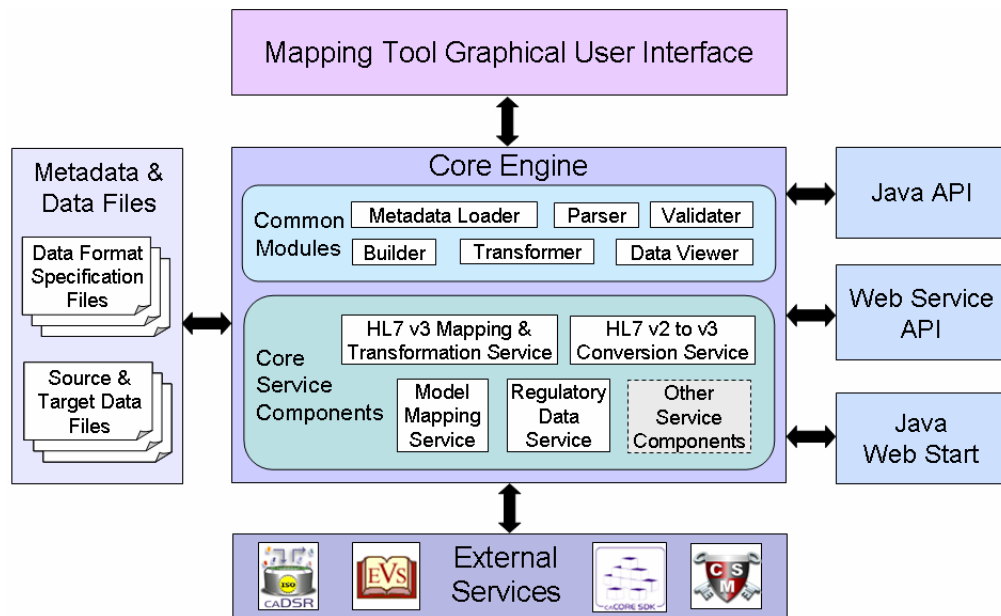 Mapping Tool Graphical User Interface
Metadata &
Data Files
Data Format
Specification
Files
Source &
Target Data
Files
Core Engine
Common
Modules
Metadata Loader
Parser
Validater
Builder
Transformer
Data Viewer
Core
Service
Components
HL7 v3 Mapping &
Transformation Service
HL7 v2 to v3
Conversion Service
Model
Mapping
Service
Regulatory
Data
Service
Other
Service
Components
Java API
Web Service
API
Java
Web Start
External
Services
ISO
caDSR
EVS
caCORE SDK
C S
M